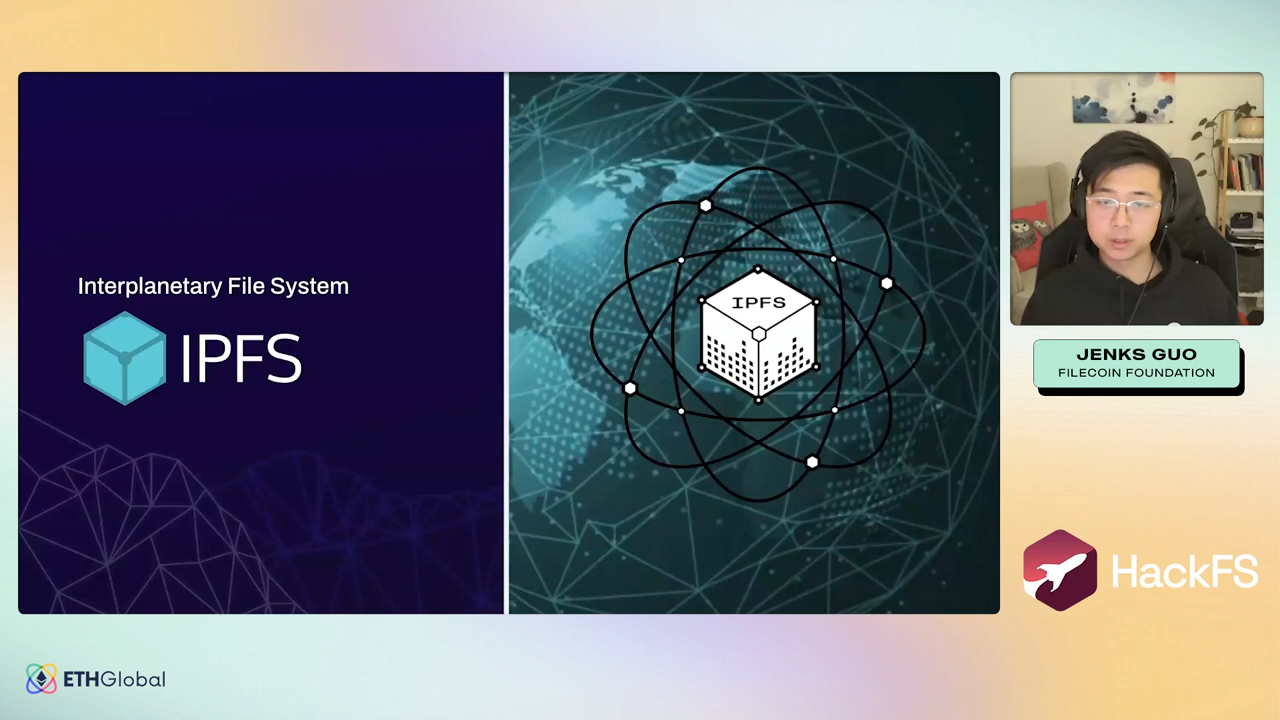 Interplanetary File System
IPFS
IPFS
JENKS GUO
FILECOIN FOUNDATION
HackFS
ETHGlobal